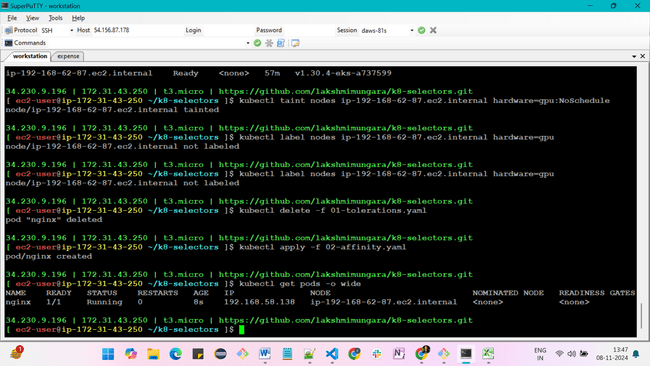 SuperPuTTY - workstation
File View Tools Help
Protocol SSH Host 54.156.87.178 Login Password Session daws-81s
Commands
workstation expense
ip-192-168-62-87.ec2.internal Ready <none> 57m v1.30.4-eks-a737599
34.230.9.196 | 172.31.43.250 | t3.micro | https://github.com/lakshmimungara/k8-selectors.git
[ ec2-user@ip-172-31-43-250 ~/k8-selectors ]$ kubectl taint nodes ip-192-168-62-87.ec2.internal hardware=gpu:NoSchedule
node/ip-192-168-62-87.ec2.internal tainted
34.230.9.196 | 172.31.43.250 | t3.micro | https://github.com/lakshmimungara/k8-selectors.git
[ ec2-user@ip-172-31-43-250 ~/k8-selectors ]$ kubectl label nodes ip-192-168-62-87.ec2.internal hardware=gpu
node/ip-192-168-62-87.ec2.internal not labeled
34.230.9.196 | 172.31.43.250 | t3.micro | https://github.com/lakshmimungara/k8-selectors.git
[ ec2-user@ip-172-31-43-250 ~/k8-selectors ]$ kubectl label nodes ip-192-168-62-87.ec2.internal hardware=gpu
node/ip-192-168-62-87.ec2.internal not labeled
34.230.9.196 | 172.31.43.250 | t3.micro | https://github.com/lakshmimungara/k8-selectors.git
[ ec2-user@ip-172-31-43-250 ~/k8-selectors ]$ kubectl delete -f 01-tolerations.yaml
pod "nginx" deleted
34.230.9.196 | 172.31.43.250 | t3.micro | https://github.com/lakshmimungara/k8-selectors.git
[ ec2-user@ip-172-31-43-250 ~/k8-selectors ]$ kubectl apply -f 02-affinity.yaml
pod/nginx created
34.230.9.196 | 172.31.43.250 | t3.micro | https://github.com/lakshmimungara/k8-selectors.git
[ ec2-user@ip-172-31-43-250 ~/k8-selectors ]$ kubectl get pods -o wide
NAME READY STATUS RESTARTS AGE IP NODE NOMINATED NODE READINESS GATES
nginx 1/1 Running 0 8s 192.168.58.138 ip-192-168-62-87.ec2.internal <none> <none>
34.230.9.196 | 172.31.43.250 | t3.micro | https://github.com/lakshmimungara/k8-selectors.git
[ ec2-user@ip-172-31-43-250 ~/k8-selectors ]$
ENG 13:47
IN 08-11-2024